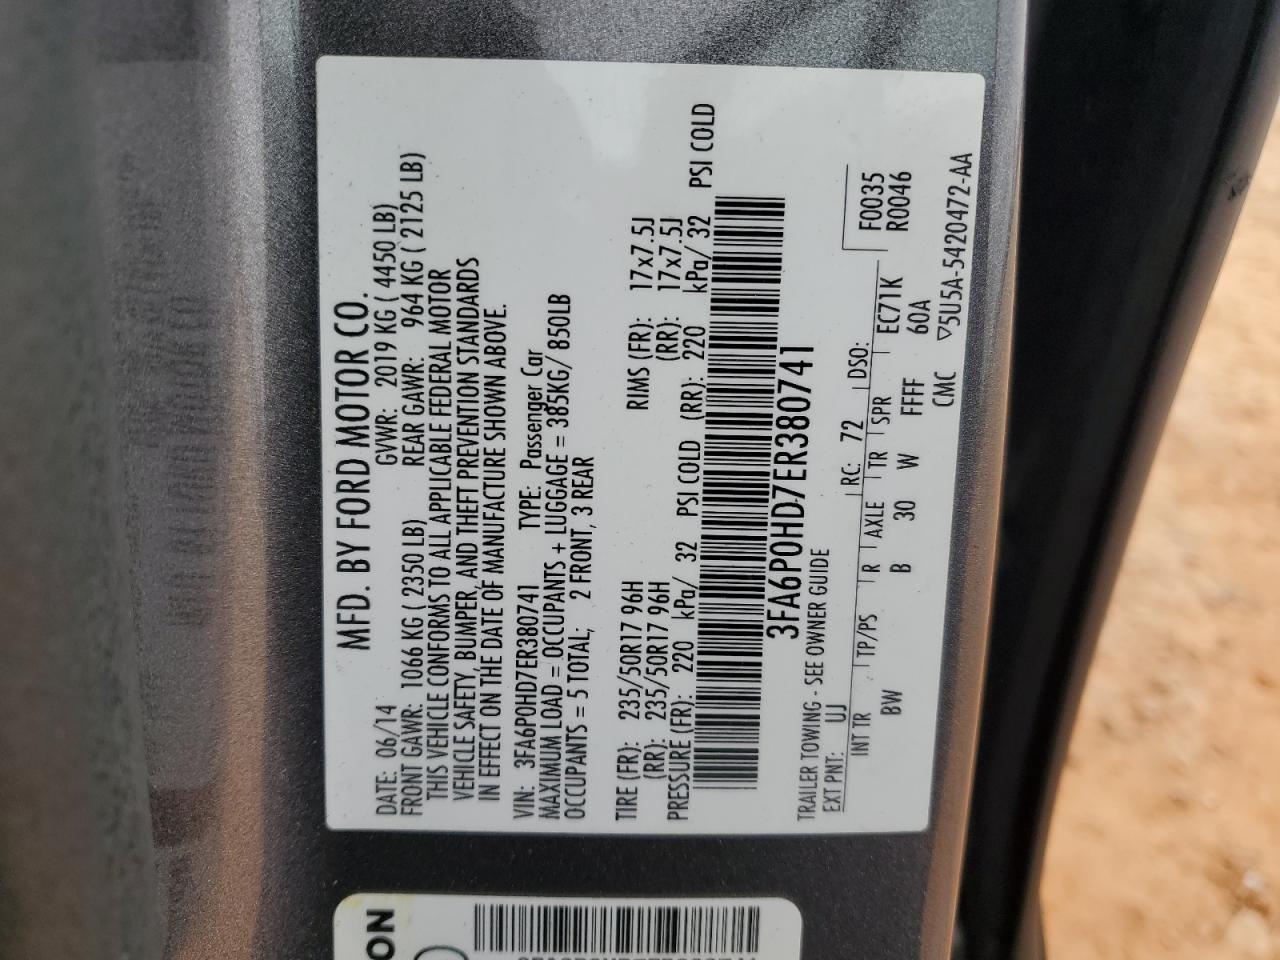 MFD. BY FORD MOTOR CO.
DATE: 06/14 GVWR: 2019 KG ( 4450 LB)
FRONT GAWR: 1066 KG ( 2350 LB) REAR GAWR: 964 KG ( 2125 LB)
THIS VEHICLE CONFORMS TO ALL APPLICABLE FEDERAL MOTOR
VEHICLE SAFETY, BUMPER, AND THEFT PREVENTION STANDARDS
IN EFFECT ON THE DATE OF MANUFACTURE SHOWN ABOVE.
VIN: 3FA6P0HD7ER380741 TYPE: Passenger Car
MAXIMUM LOAD = OCCUPANTS + LUGGAGE = 385KG/ 850LB
OCCUPANTS = 5 TOTAL, 2 FRONT, 3 REAR
TIRE (FR): 235/50R17 96H RIMS (FR): 17x7.5J
(RR): 235/50R17 96H (RR): 17x7.5J
PRESSURE (FR): 220 kPa/ 32 PSI COLD (RR): 220 kPa/ 32 PSI COLD
3FA6P0HD7ER380741
TRAILER TOWING - SEE OWNER GUIDE
EXT PNT: UJ RC: 72 DSO: F0035
INT TR TP/PS R AXLE TR SPR EC71K R0046
BW B 30 W FFFF 60A
CMC ▽5U5A-5420472-AA
ON